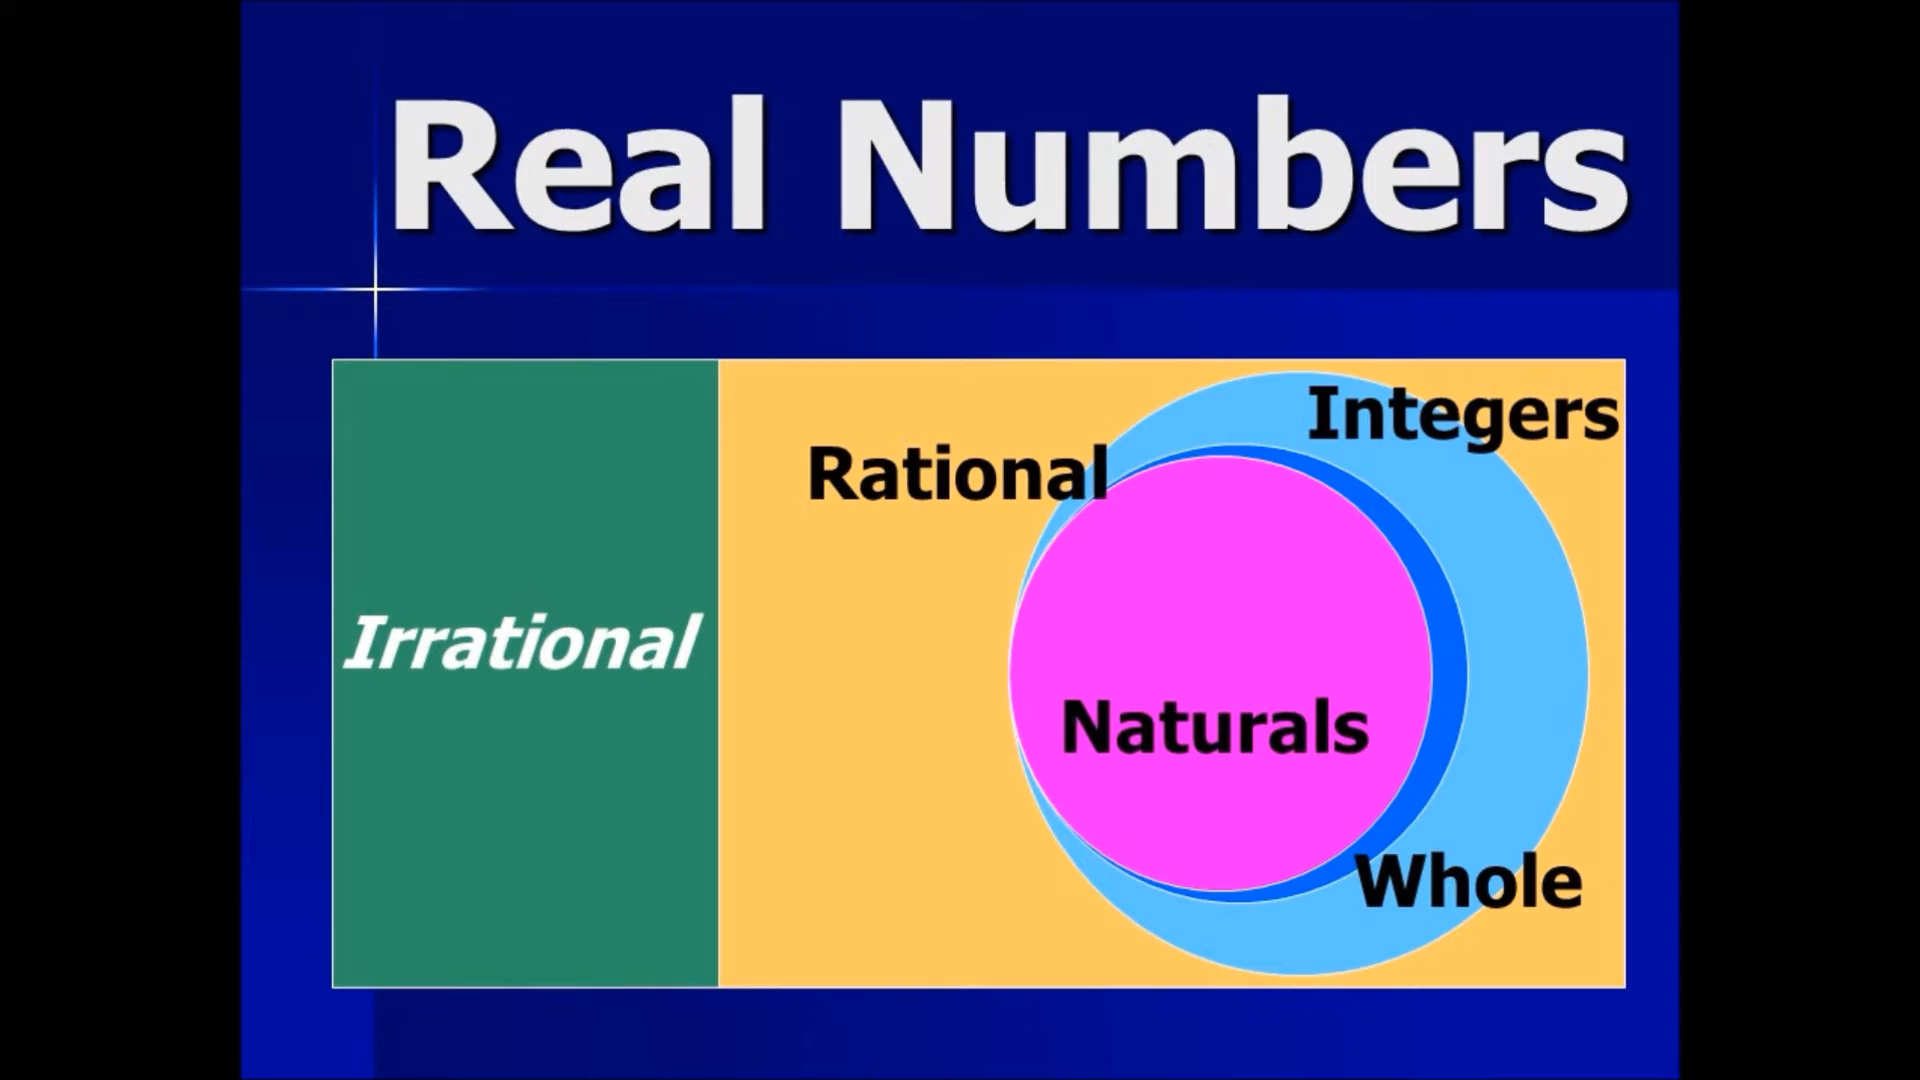 Real Numbers
Integers
Rational
Irrational
Naturals
Whole